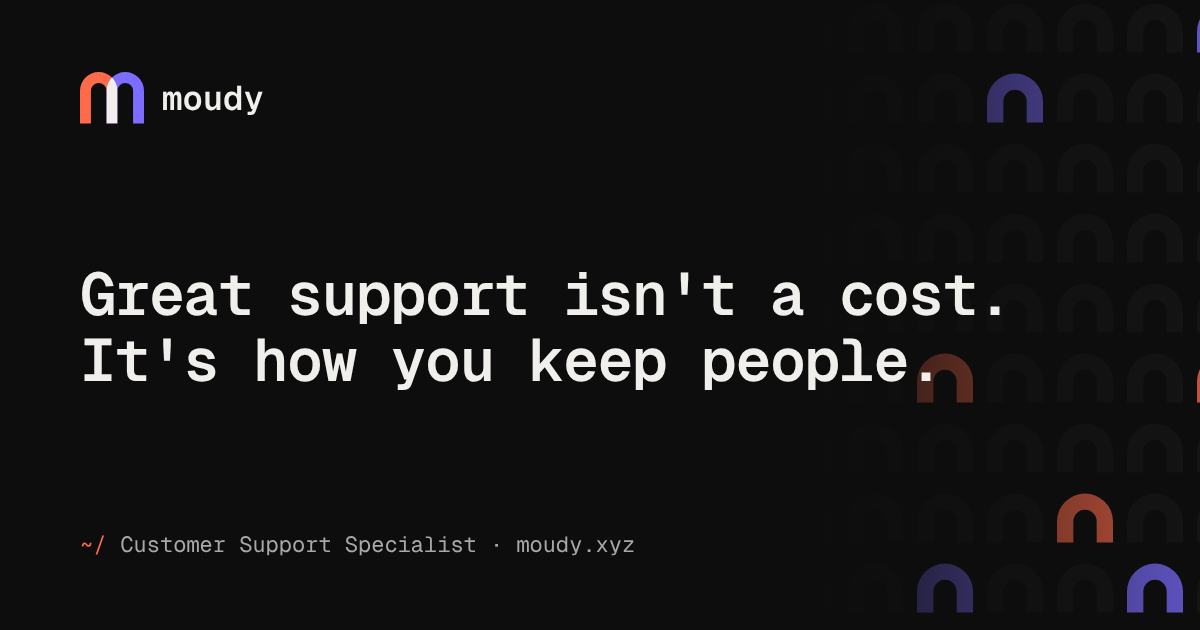 moudy
Great support isn't a cost.
It's how you keep people.
~/ Customer Support Specialist · moudy.xyz